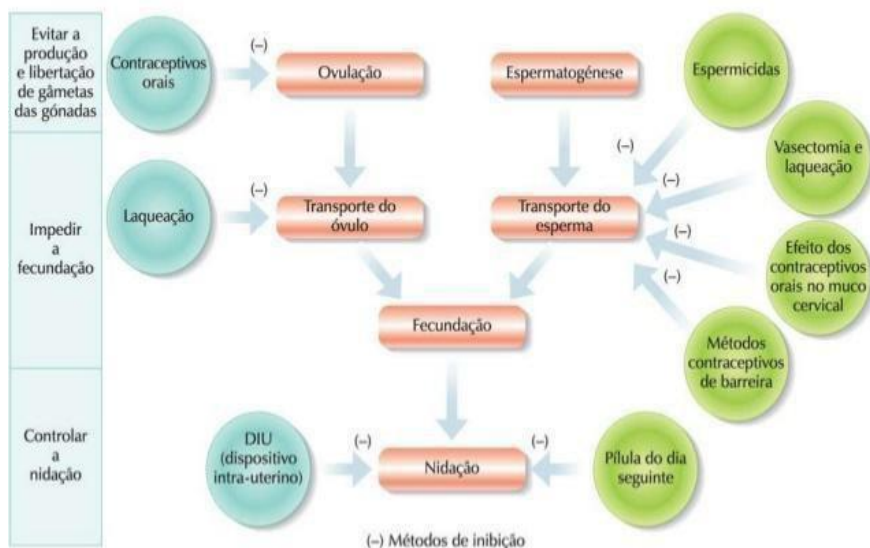 Evitar a
produção
e libertação
de gâmetas
das gónadas
Contraceptivos
orais
(−)
Ovulação
Espermatogénese
Espermicidas
(−)
Vasectomia e
laqueação
(−)
Impedir
a
fecundação
Laqueação
(−)
Transporte do
óvulo
Transporte do
esperma
(−)
Efeito dos
contraceptivos
orais no muco
cervical
(−)
Fecundação
Métodos
contraceptivos
de barreira
Controlar
a
nidação
DIU
(dispositivo
intra-uterino)
(−)
Nidação
(−)
Pílula do dia
seguinte
(−) Métodos de inibição